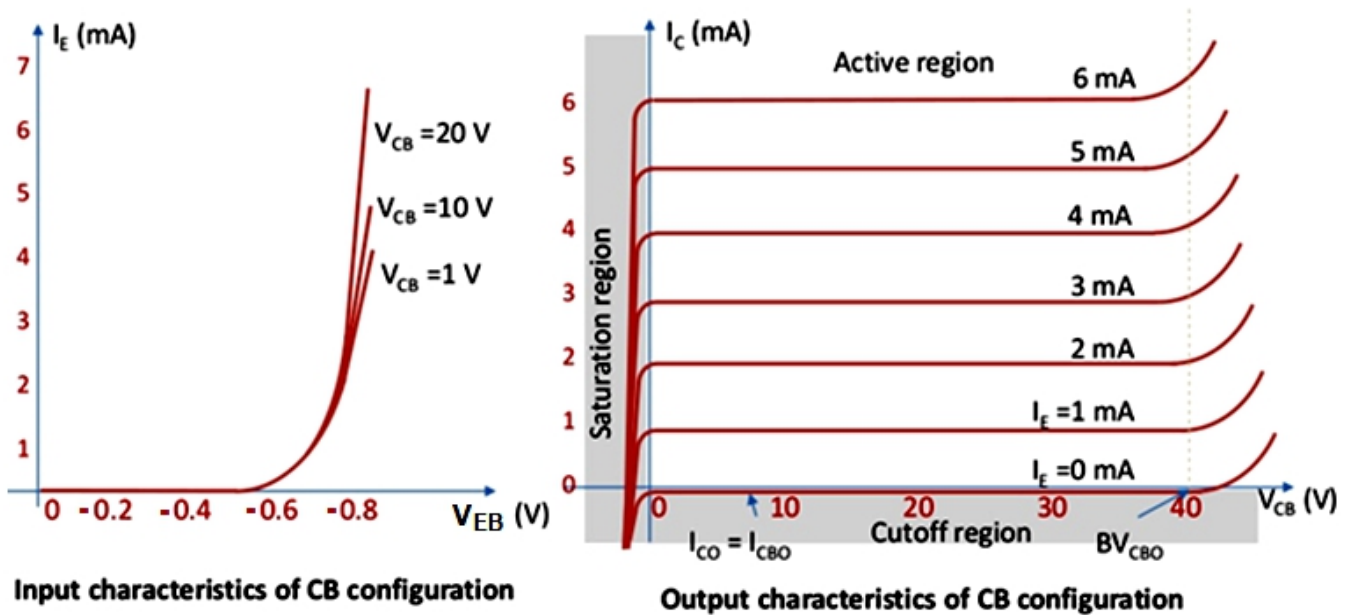 I_E (mA)
7
6
5
4
3
2
1
V_CB =20 V
V_CB =10 V
V_CB =1 V
0 -0.2 -0.4 -0.6 -0.8
V_EB (V)
Input characteristics of CB configuration
I_C (mA)
Active region
6
5
4
3
2
1
0
Saturation region
6 mA
5 mA
4 mA
3 mA
2 mA
I_E =1 mA
I_E =0 mA
0 10 20 30 40
V_CB (V)
I_CO = I_CBO
Cutoff region
BV_CBO
Output characteristics of CB configuration